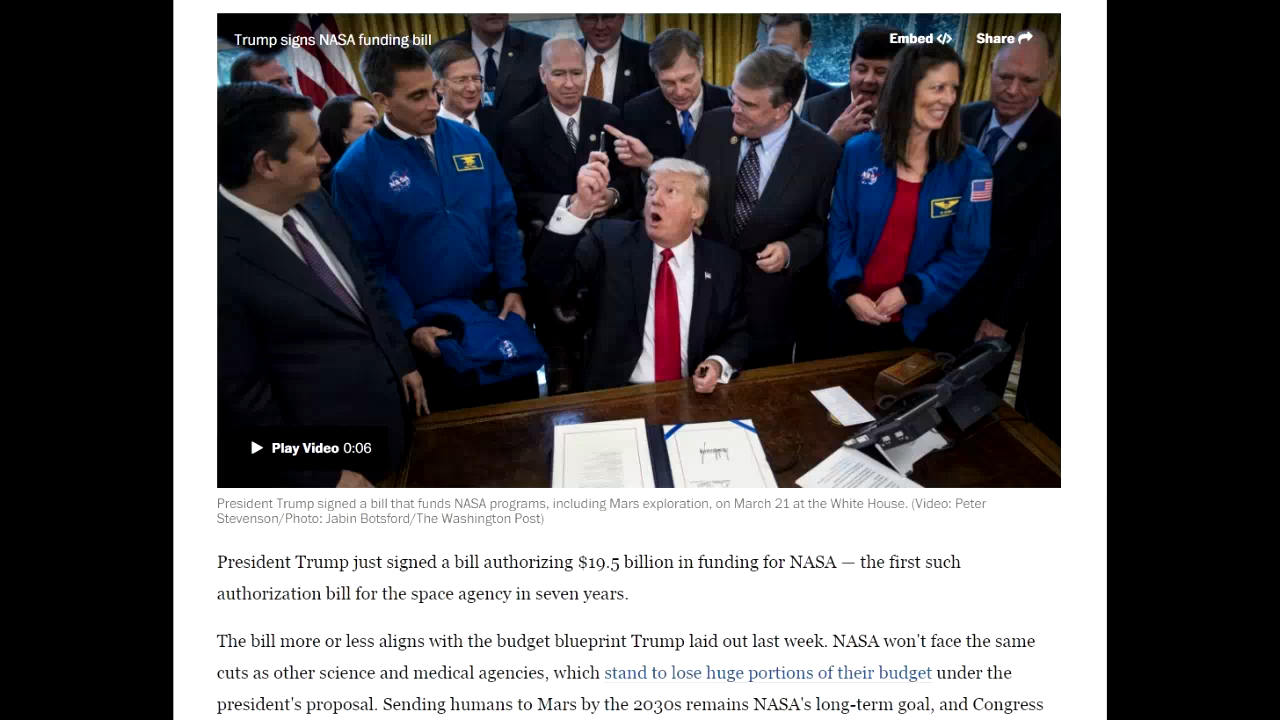 Trump signs NASA funding bill
Embed </>
Share
Play Video 0:06
President Trump signed a bill that funds NASA programs, including Mars exploration, on March 21 at the White House. (Video: Peter
Stevenson/Photo: Jabin Botsford/The Washington Post)
President Trump just signed a bill authorizing $19.5 billion in funding for NASA — the first such
authorization bill for the space agency in seven years.
The bill more or less aligns with the budget blueprint Trump laid out last week. NASA won't face the same
cuts as other science and medical agencies, which stand to lose huge portions of their budget under the
president's proposal. Sending humans to Mars by the 2030s remains NASA's long-term goal, and Congress